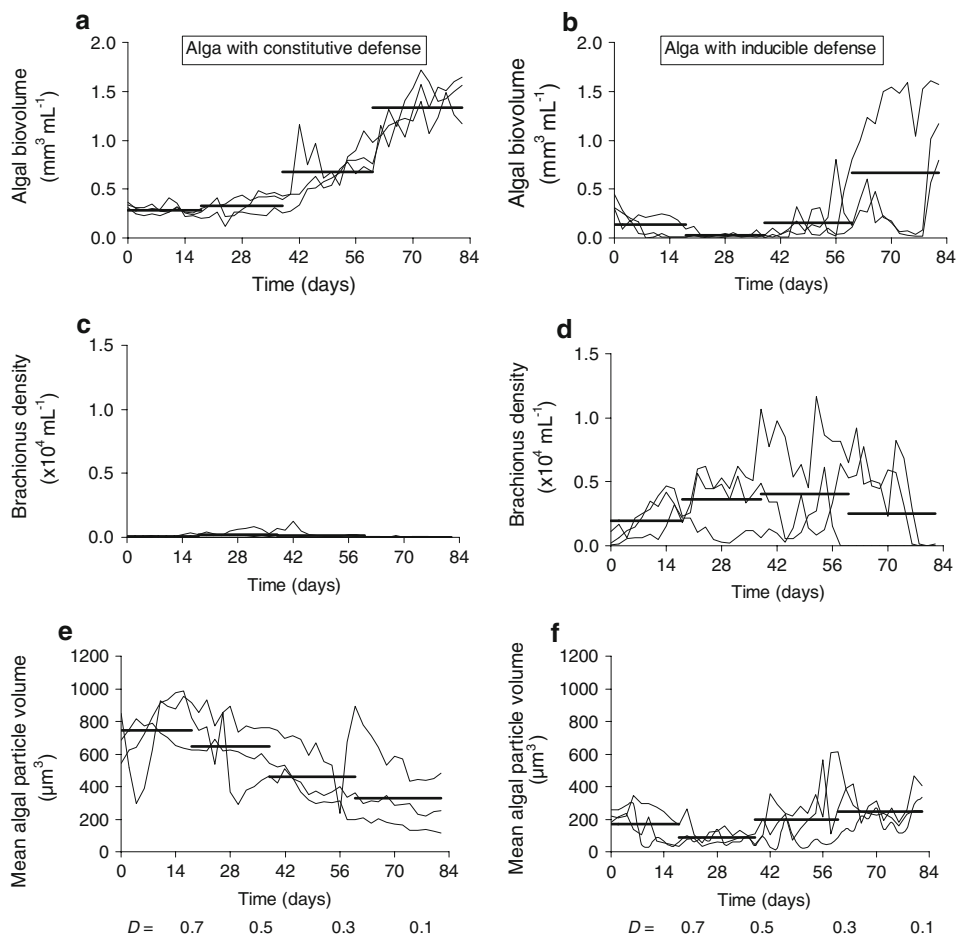 a
Alga with constitutive defense
Algal biovolume
(mm³ mL⁻¹)
2.0
1.5
1.0
0.5
0.0
0 14 28 42 56 70 84
Time (days)
b
Alga with inducible defense
Algal biovolume
(mm³ mL⁻¹)
2.0
1.5
1.0
0.5
0.0
0 14 28 42 56 70 84
Time (days)
c
Brachionus density
(x10⁴ mL⁻¹)
1.5
1.0
0.5
0.0
0 14 28 42 56 70 84
Time (days)
d
Brachionus density
(x10⁴ mL⁻¹)
1.5
1.0
0.5
0.0
0 14 28 42 56 70 84
Time (days)
e
Mean algal particle volume
(µm³)
1200
1000
800
600
400
200
0
0 14 28 42 56 70 84
Time (days)
D = 0.7 0.5 0.3 0.1
f
Mean algal particle volume
(µm³)
1200
1000
800
600
400
200
0
0 14 28 42 56 70 84
Time (days)
D = 0.7 0.5 0.3 0.1